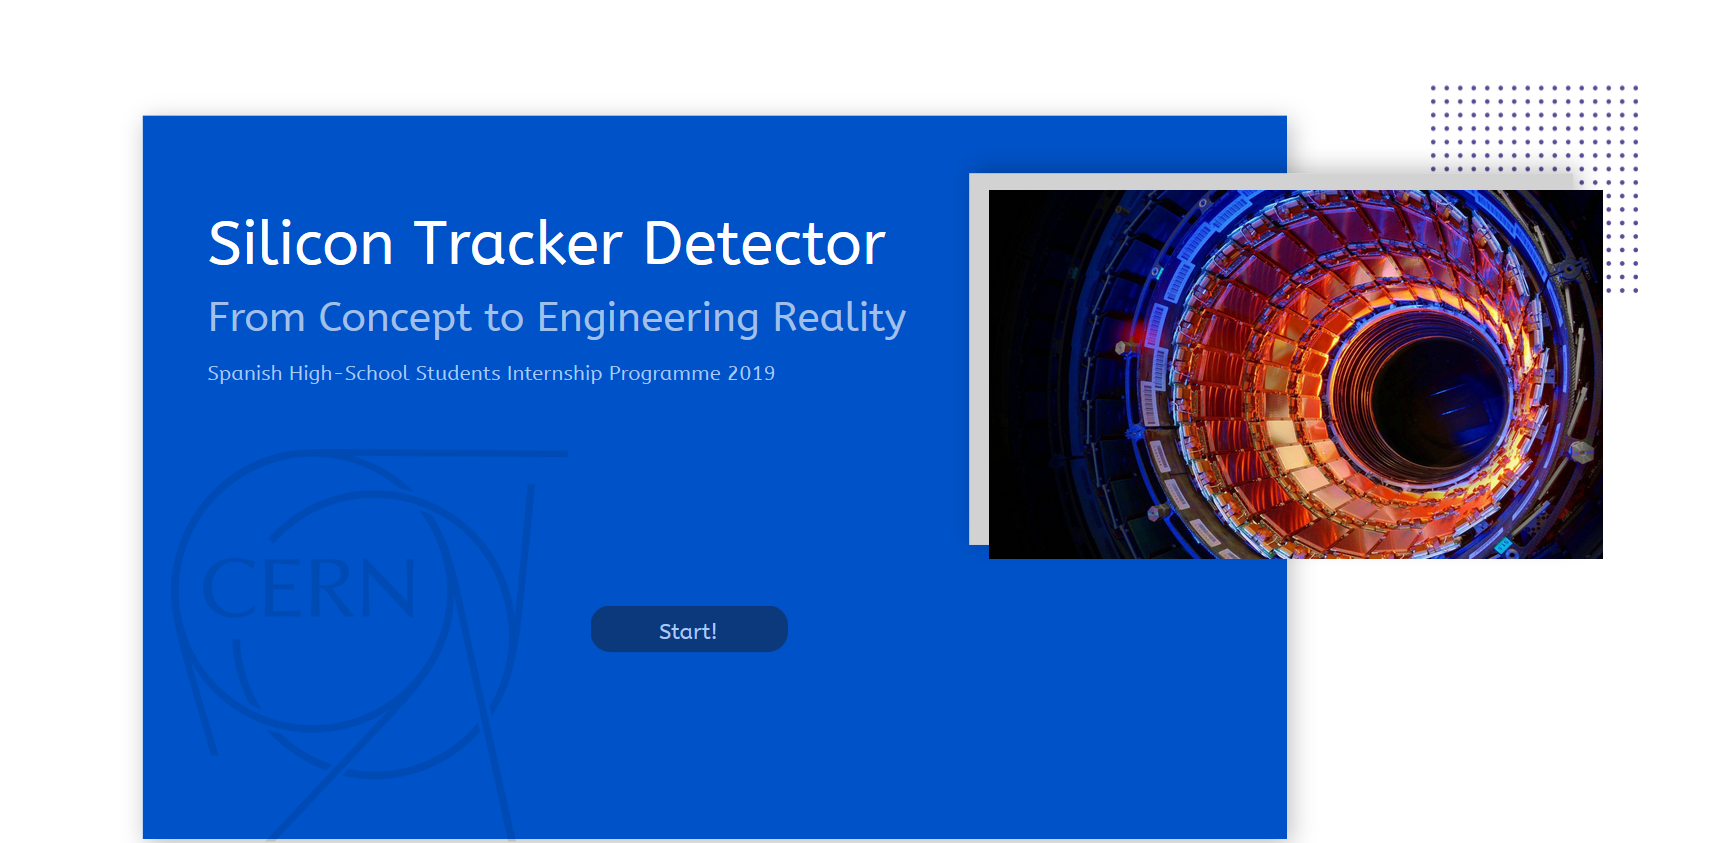 Silicon Tracker Detector
From Concept to Engineering Reality
Spanish High-School Students Internship Programme 2019
CERN
Start!